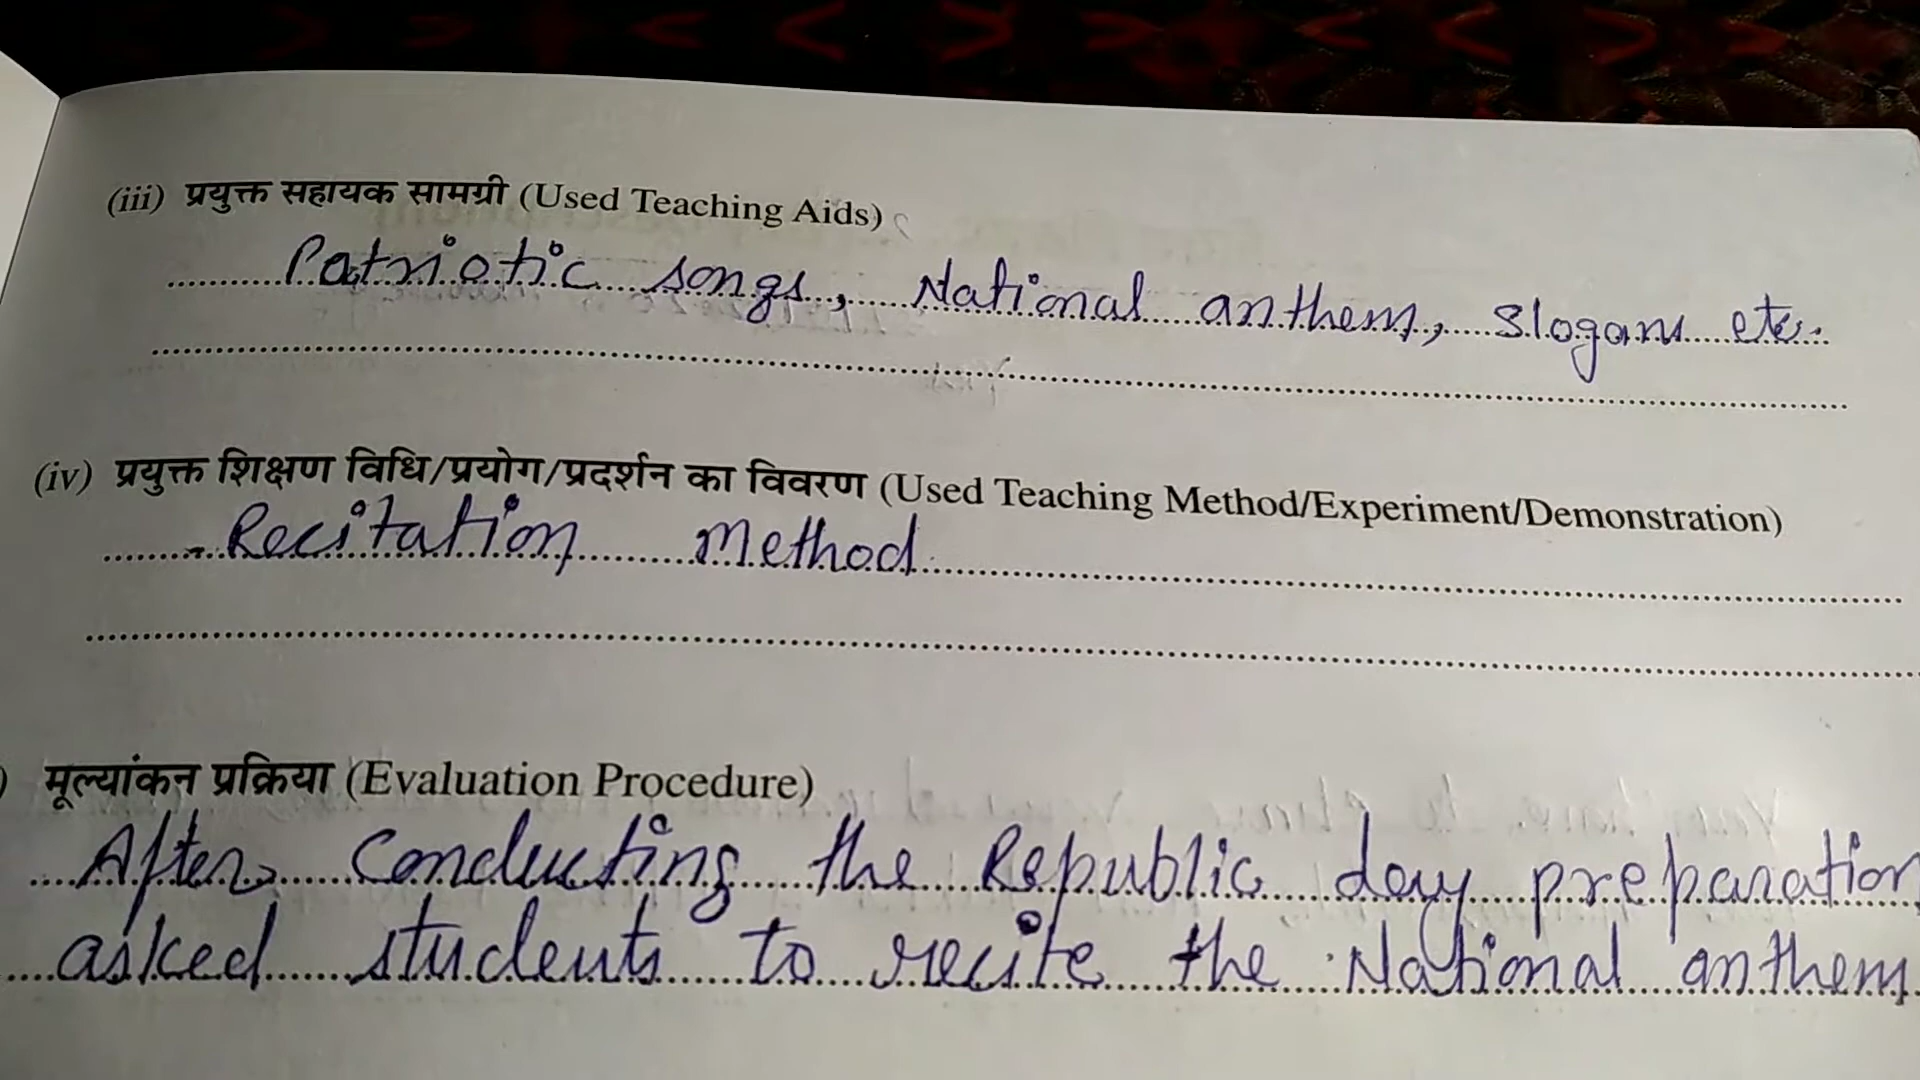 (iii) प्रयुक्त सहायक सामग्री (Used Teaching Aids)
Patriotic songs, National anthem, slogans etc.
(iv) प्रयुक्त शिक्षण विधि/प्रयोग/प्रदर्शन का विवरण (Used Teaching Method/Experiment/Demonstration)
Recitation Method
) मूल्यांकन प्रक्रिया (Evaluation Procedure)
After conducting the Republic day preparation
asked students to recite the National anthem